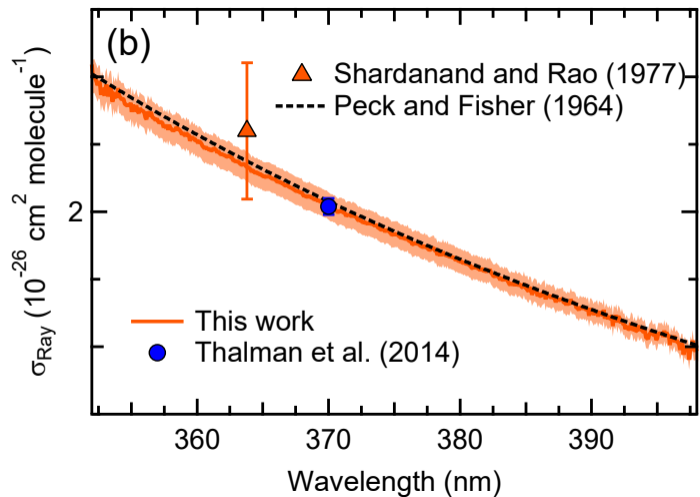 (b)
Shardanand and Rao (1977)
Peck and Fisher (1964)
σRay (10-26 cm2 molecule-1)
2
This work
Thalman et al. (2014)
360 370 380 390
Wavelength (nm)